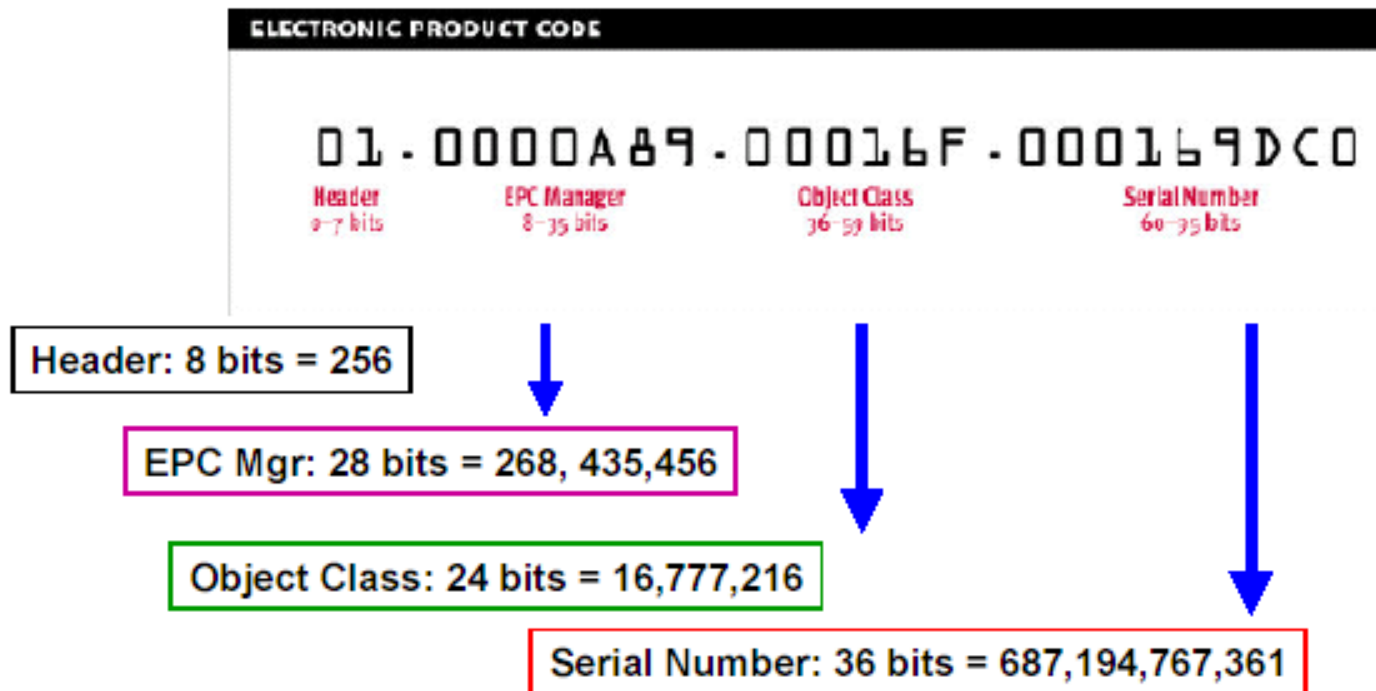 ELECTRONIC PRODUCT CODE
01-0000A89-00016F-000169DC0
Header EPC Manager Object Class Serial Number
0-7 bits 8-35 bits 36-59 bits 60-95 bits
Header: 8 bits = 256
EPC Mgr: 28 bits = 268, 435,456
Object Class: 24 bits = 16,777,216
Serial Number: 36 bits = 687,194,767,361